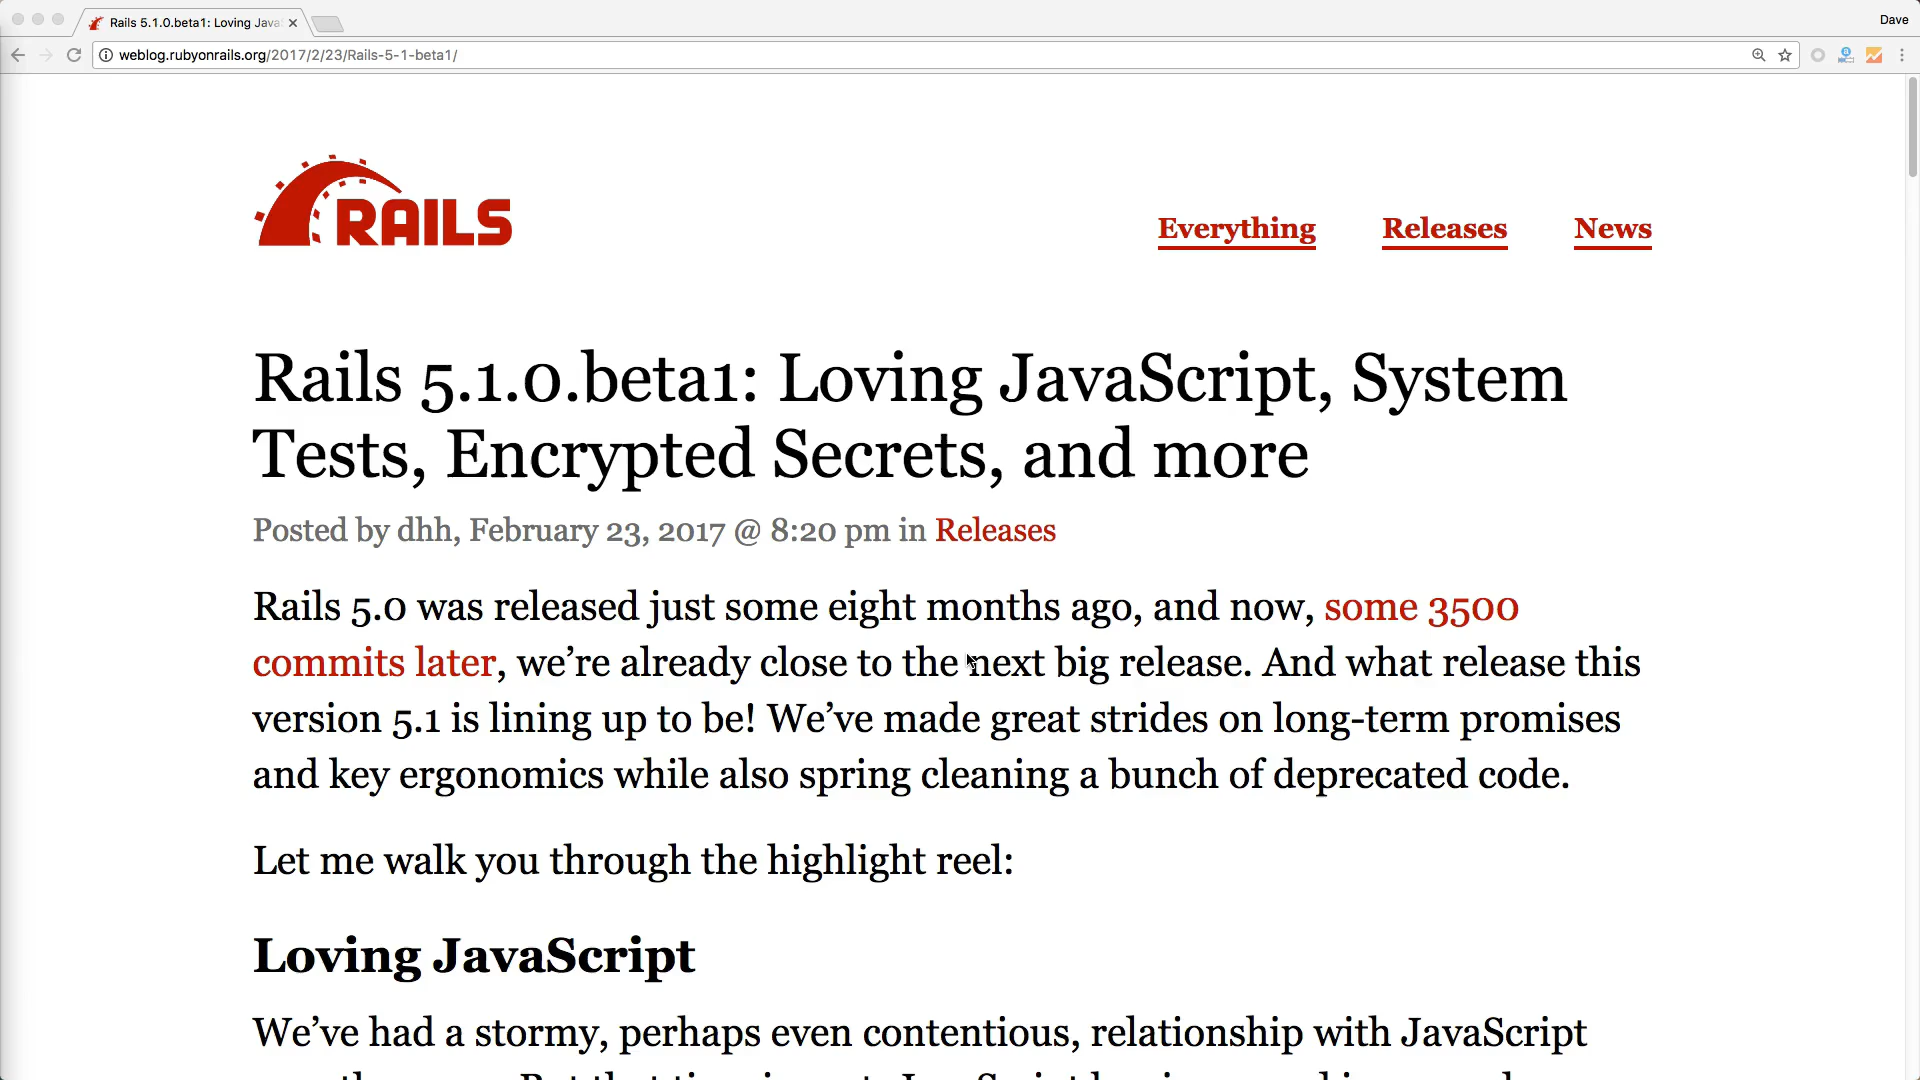 Rails 5.1.0.beta1: Loving Java
Dave
weblog.rubyonrails.org/2017/2/23/Rails-5-1-beta1/
RAILS
Everything Releases News
Rails 5.1.0.beta1: Loving JavaScript, System
Tests, Encrypted Secrets, and more
Posted by dhh, February 23, 2017 @ 8:20 pm in Releases
Rails 5.0 was released just some eight months ago, and now, some 3500
commits later, we’re already close to the next big release. And what release this
version 5.1 is lining up to be! We’ve made great strides on long-term promises
and key ergonomics while also spring cleaning a bunch of deprecated code.
Let me walk you through the highlight reel:
Loving JavaScript
We’ve had a stormy, perhaps even contentious, relationship with JavaScript